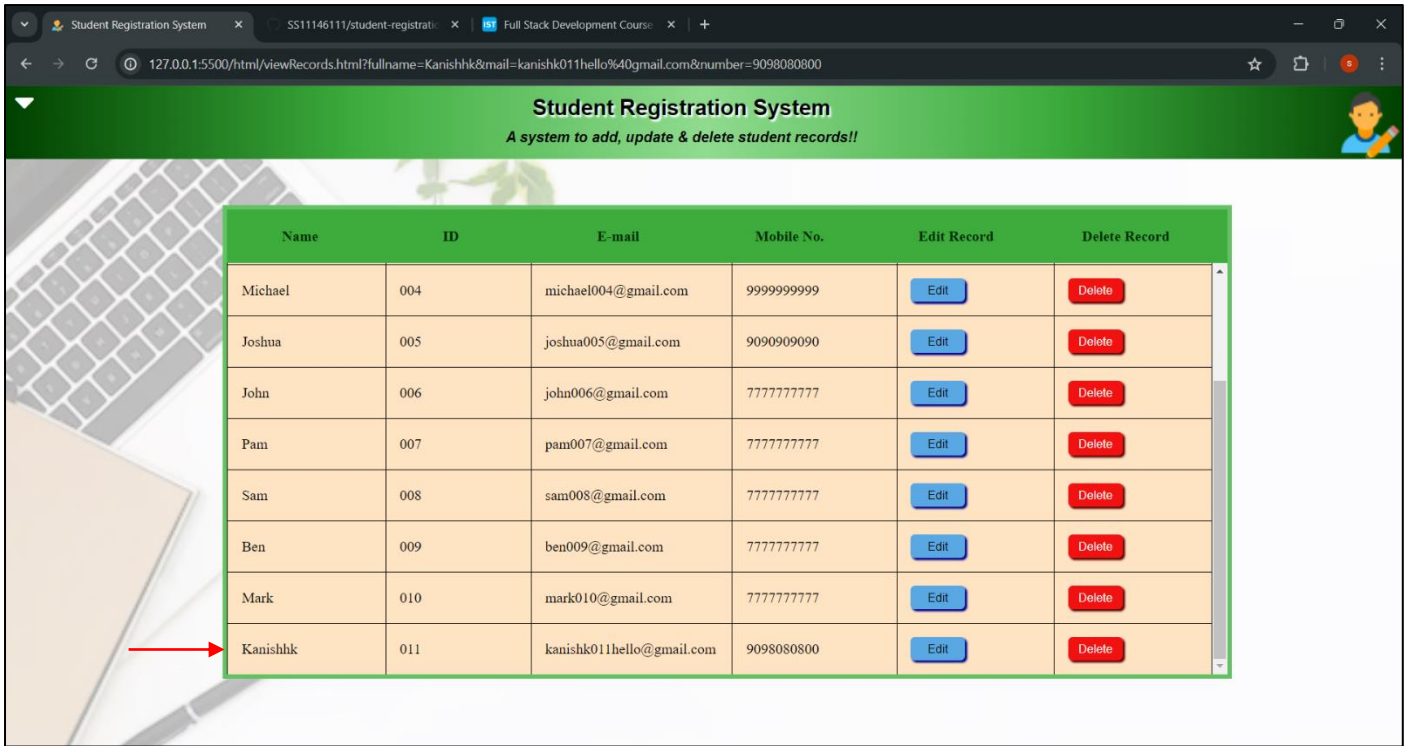 Student Registration System
SS11146111/student-registratic
IST Full Stack Development Course
127.0.0.1:5500/html/viewRecords.html?fullname=Kanishhk&mail=kanishk011hello%40gmail.com&number=9098080800
S
Student Registration System
A system to add, update & delete student records!!
Name ID E-mail Mobile No. Edit Record Delete Record
Michael 004 michael004@gmail.com 9999999999 Edit Delete
Joshua 005 joshua005@gmail.com 9090909090 Edit Delete
John 006 john006@gmail.com 7777777777 Edit Delete
Pam 007 pam007@gmail.com 7777777777 Edit Delete
Sam 008 sam008@gmail.com 7777777777 Edit Delete
Ben 009 ben009@gmail.com 7777777777 Edit Delete
Mark 010 mark010@gmail.com 7777777777 Edit Delete
Kanishhk 011 kanishk011hello@gmail.com 9098080800 Edit Delete